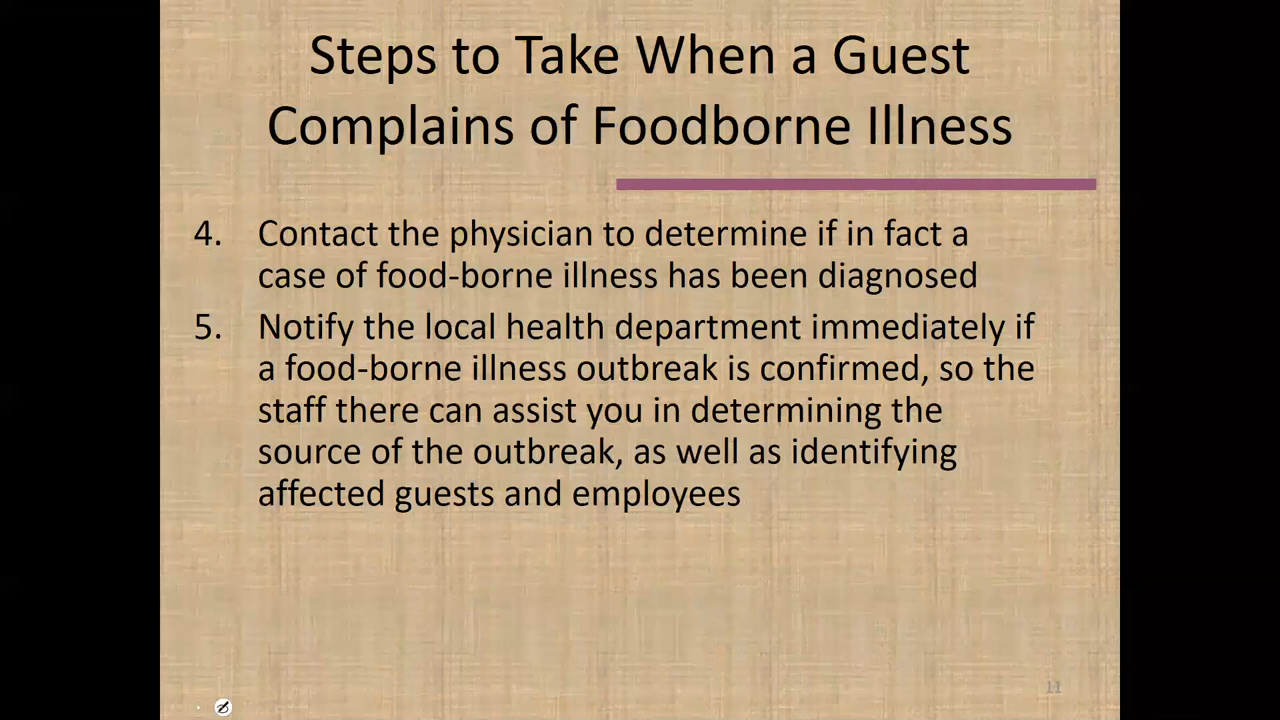 Steps to Take When a Guest
Complains of Foodborne Illness
4. Contact the physician to determine if in fact a
case of food-borne illness has been diagnosed
5. Notify the local health department immediately if
a food-borne illness outbreak is confirmed, so the
staff there can assist you in determining the
source of the outbreak, as well as identifying
affected guests and employees
11